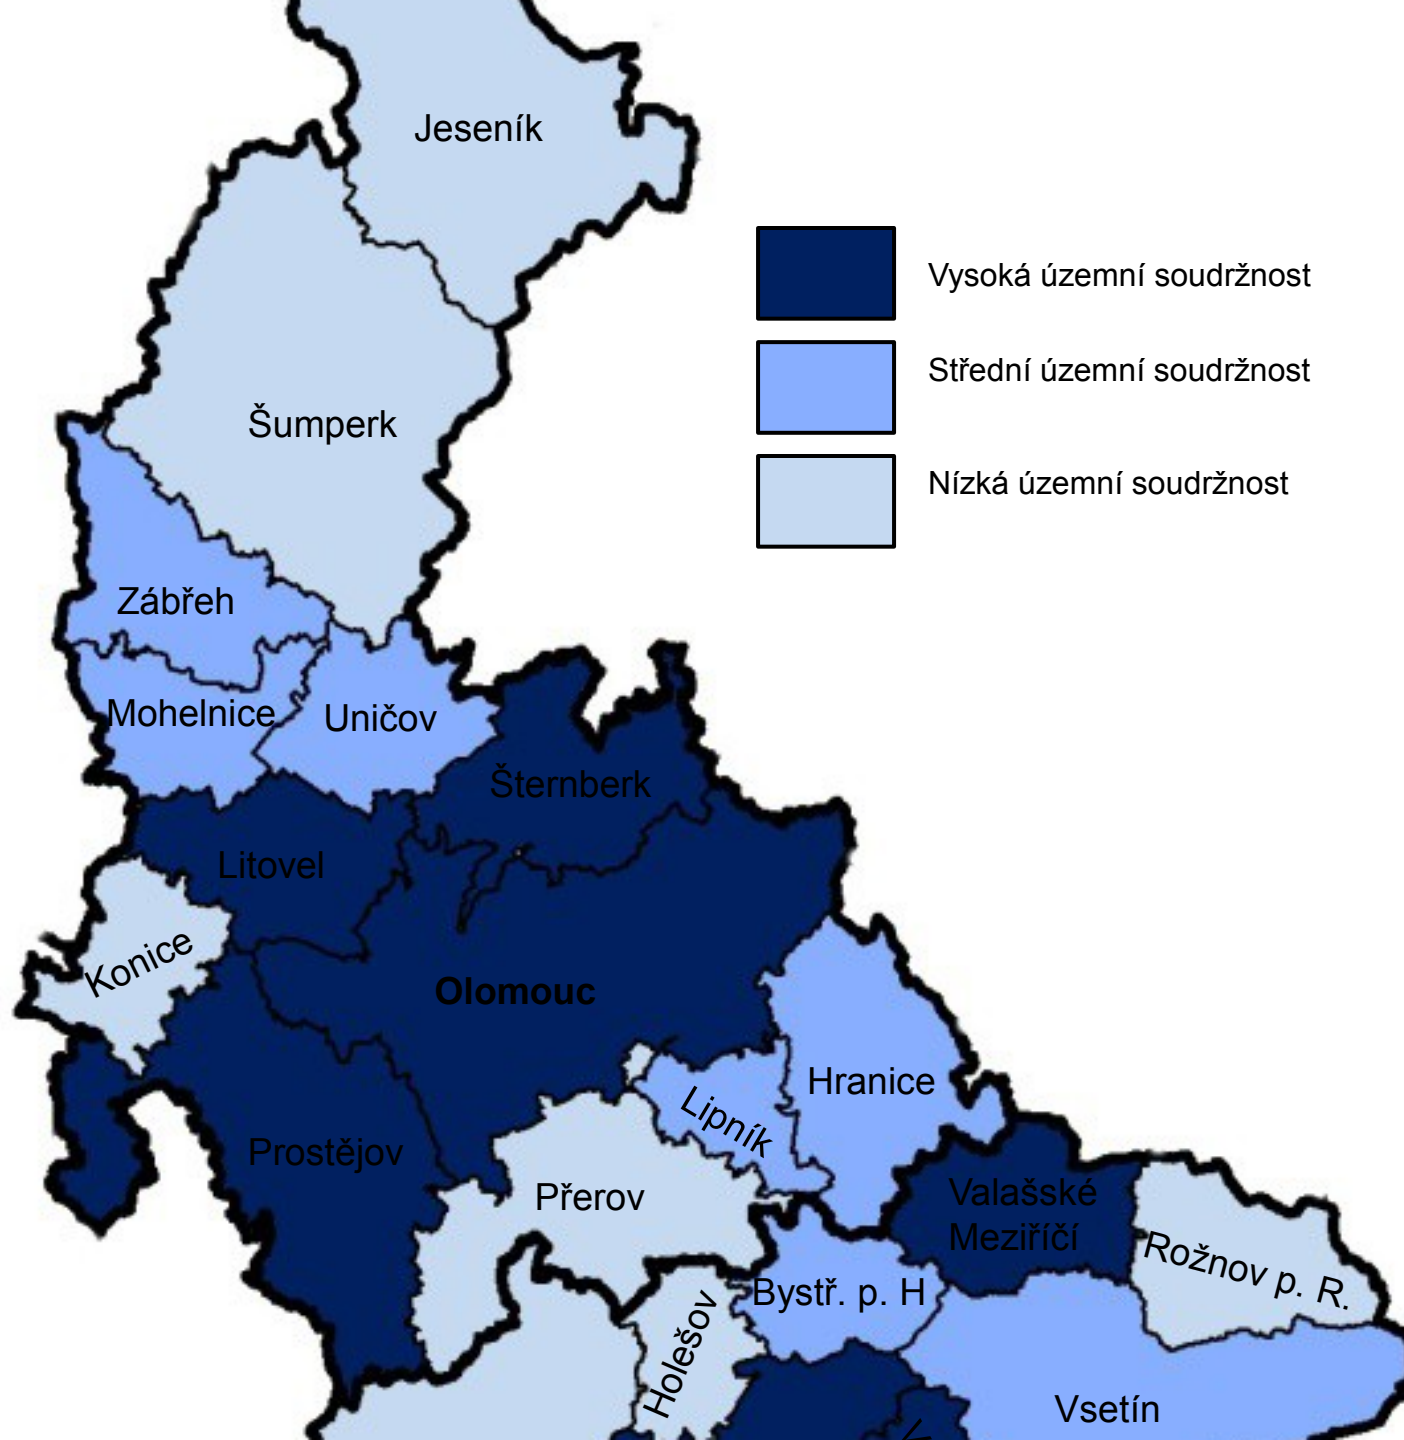 Jeseník
Vysoká územní soudržnost
Střední územní soudržnost
Šumperk
Nízká územní soudržnost
Zábřeh
Mohelnice
Uničov
Šternberk
Litovel
Konice
Olomouc
Hranice
Lipník
Prostějov
Přerov
Valašské
Meziříčí
Rožnov p. R.
Bystř. p. H
Holešov
Vsetín